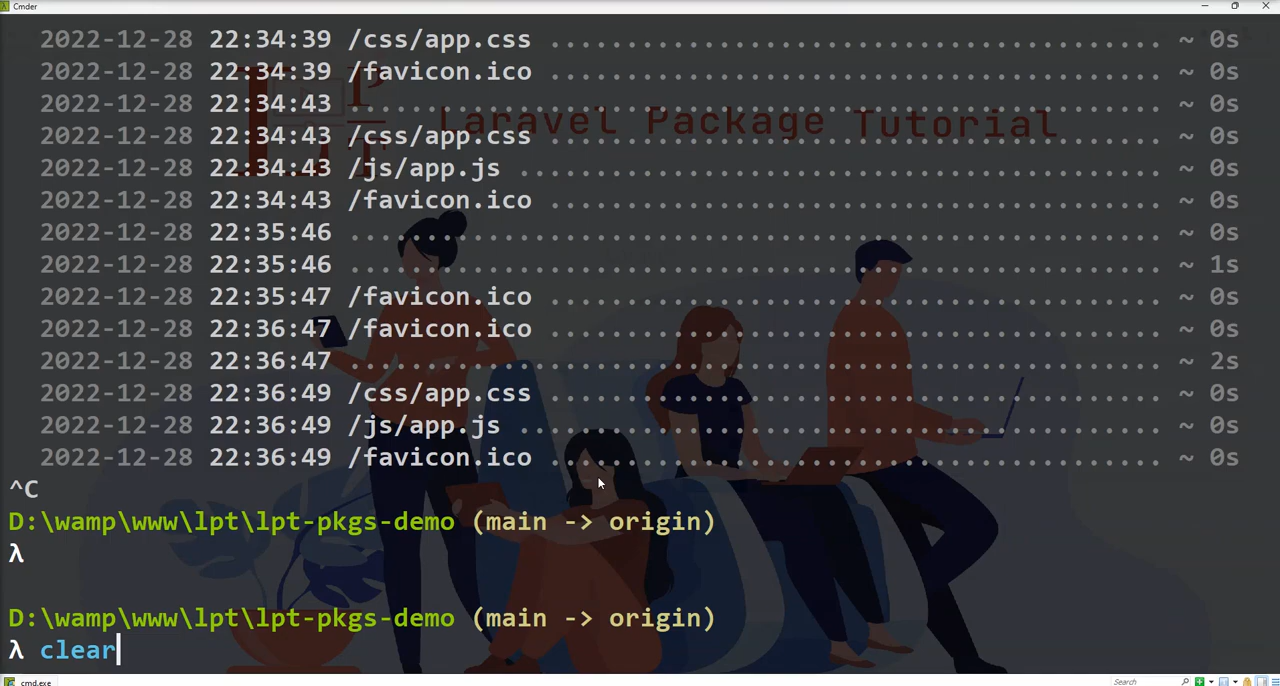 Cmder
2022-12-28 22:34:39 /css/app.css ........................................ ~ 0s
2022-12-28 22:34:39 /favicon.ico ........................................ ~ 0s
2022-12-28 22:34:43 ..................................................... ~ 0s
Laravel Package Tutorial
2022-12-28 22:34:43 /css/app.css ........................................ ~ 0s
2022-12-28 22:34:43 /js/app.js .......................................... ~ 0s
2022-12-28 22:34:43 /favicon.ico ........................................ ~ 0s
2022-12-28 22:35:46 ..................................................... ~ 0s
2022-12-28 22:35:46 ..................................................... ~ 1s
2022-12-28 22:35:47 /favicon.ico ........................................ ~ 0s
2022-12-28 22:36:47 /favicon.ico ........................................ ~ 0s
2022-12-28 22:36:47 ..................................................... ~ 2s
2022-12-28 22:36:49 /css/app.css ........................................ ~ 0s
2022-12-28 22:36:49 /js/app.js .......................................... ~ 0s
2022-12-28 22:36:49 /favicon.ico ........................................ ~ 0s
^C
D:\wamp\www\lpt\lpt-pkgs-demo (main -> origin)
λ
D:\wamp\www\lpt\lpt-pkgs-demo (main -> origin)
λ clear
cmd.exe
Search